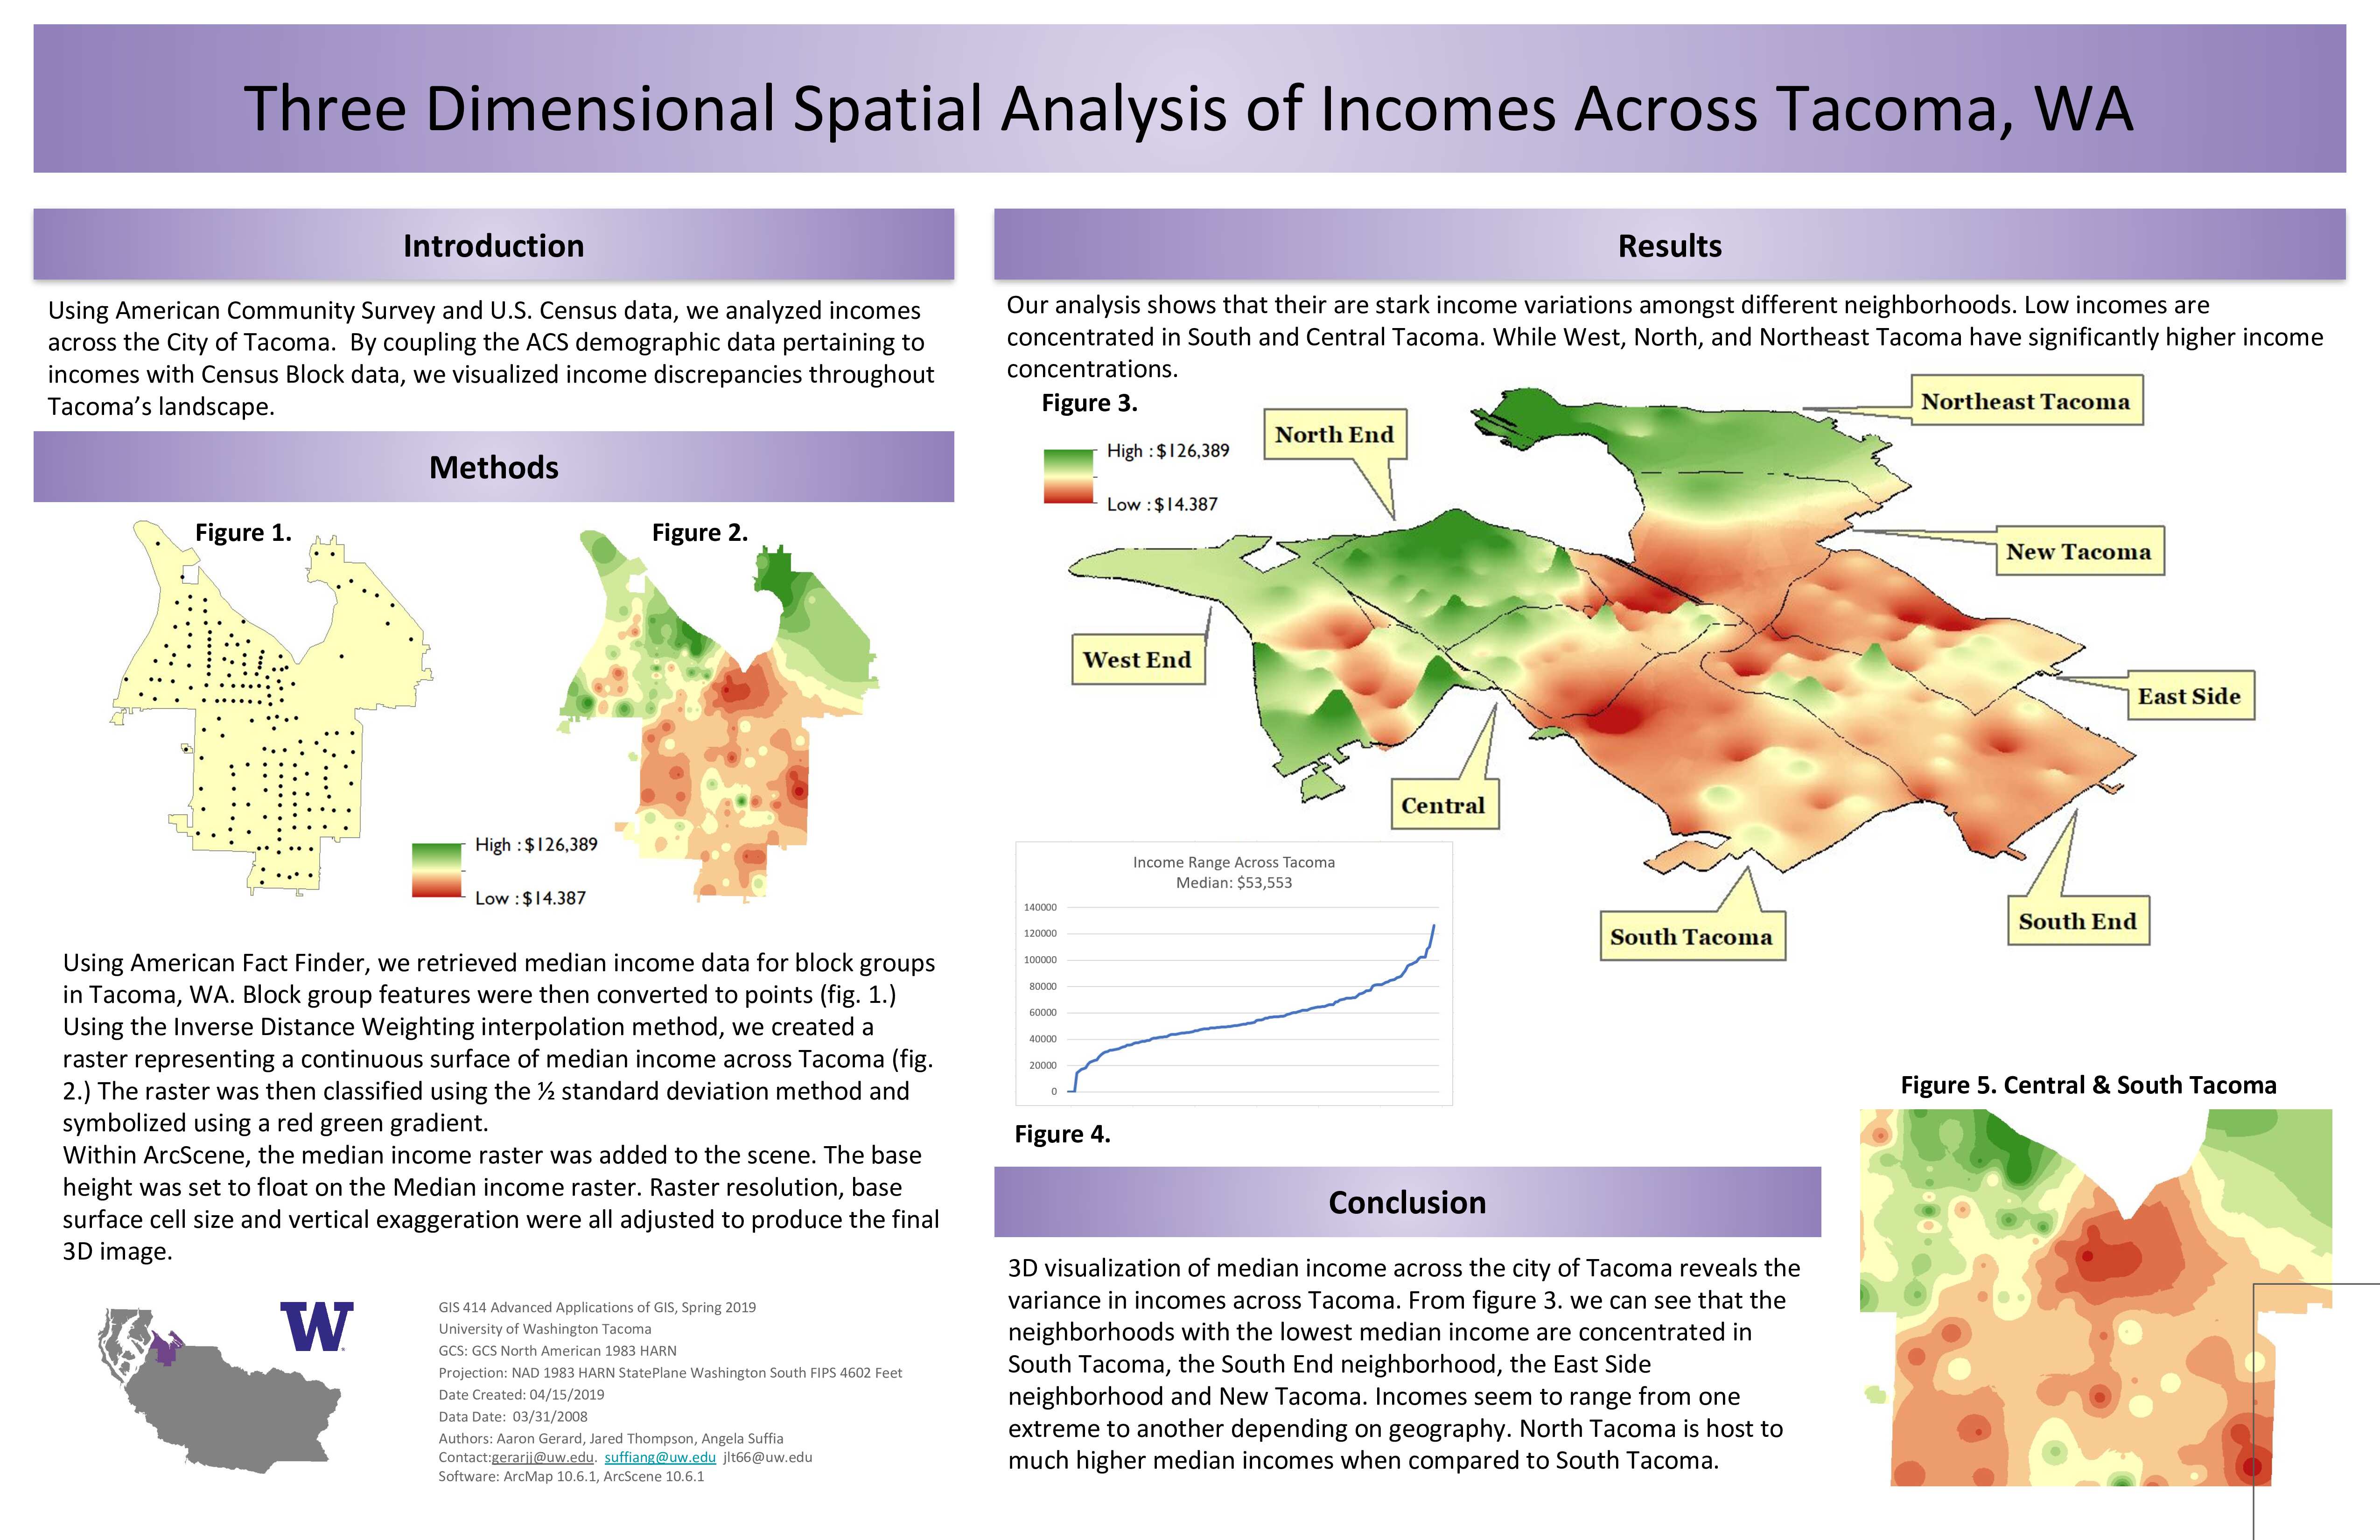 Three Dimensional Spatial Analysis of Incomes Across Tacoma, WA
Introduction
Using American Community Survey and U.S. Census data, we analyzed incomes
across the City of Tacoma.  By coupling the ACS demographic data pertaining to
incomes with Census Block data, we visualized income discrepancies throughout
Tacoma's landscape.
Methods
Figure 1.
Figure 2.
High : $126,389
Low : $14.387
Using American Fact Finder, we retrieved median income data for block groups
in Tacoma, WA. Block group features were then converted to points (fig. 1.)
Using the Inverse Distance Weighting interpolation method, we created a
raster representing a continuous surface of median income across Tacoma (fig.
2.) The raster was then classified using the ½ standard deviation method and
symbolized using a red green gradient.
Within ArcScene, the median income raster was added to the scene. The base
height was set to float on the Median income raster. Raster resolution, base
surface cell size and vertical exaggeration were all adjusted to produce the final
3D image.
W
GIS 414 Advanced Applications of GIS, Spring 2019
University of Washington Tacoma
GCS: GCS North American 1983 HARN
Projection: NAD 1983 HARN StatePlane Washington South FIPS 4602 Feet
Date Created: 04/15/2019
Data Date:  03/31/2008
Authors: Aaron Gerard, Jared Thompson, Angela Suffia
Contact:gerarjj@uw.edu.  suffiang@uw.edu  jlt66@uw.edu
Software: ArcMap 10.6.1, ArcScene 10.6.1
Results
Our analysis shows that their are stark income variations amongst different neighborhoods. Low incomes are
concentrated in South and Central Tacoma. While West, North, and Northeast Tacoma have significantly higher income
concentrations.
Figure 3.
High : $126,389
Low : $14.387
North End
Northeast Tacoma
New Tacoma
West End
East Side
Central
South Tacoma
South End
Income Range Across Tacoma
Median: $53,553
140000
120000
100000
80000
60000
40000
20000
0
Figure 4.
Conclusion
3D visualization of median income across the city of Tacoma reveals the
variance in incomes across Tacoma. From figure 3. we can see that the
neighborhoods with the lowest median income are concentrated in
South Tacoma, the South End neighborhood, the East Side
neighborhood and New Tacoma. Incomes seem to range from one
extreme to another depending on geography. North Tacoma is host to
much higher median incomes when compared to South Tacoma.
Figure 5. Central & South Tacoma